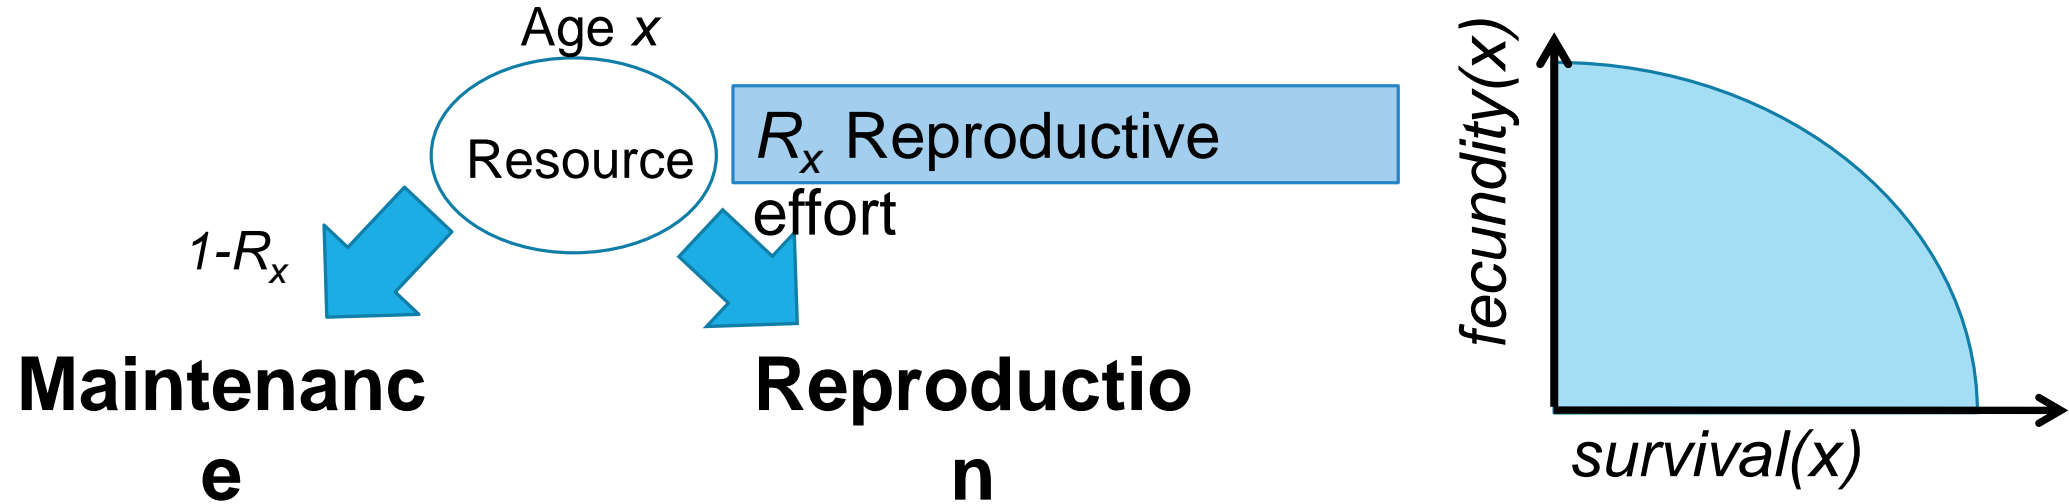 Age x
Resource
Rx Reproductive
effort
1-Rx
Maintenanc
e
Reproductio
n
fecundity(x)
survival(x)